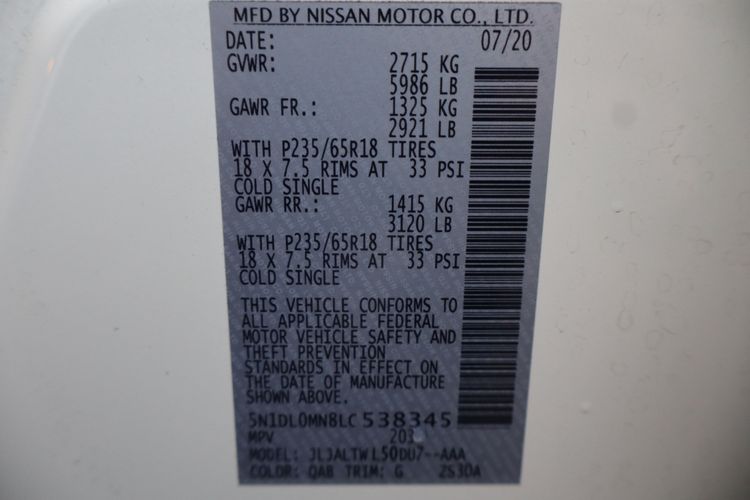 MFD BY NISSAN MOTOR CO., LTD.
DATE: 07/20
GVWR: 2715 KG
5986 LB
GAWR FR.: 1325 KG
2921 LB
WITH P235/65R18 TIRES
18 X 7.5 RIMS AT 33 PSI
COLD SINGLE
GAWR RR.: 1415 KG
3120 LB
WITH P235/65R18 TIRES
18 X 7.5 RIMS AT 33 PSI
COLD SINGLE
THIS VEHICLE CONFORMS TO
ALL APPLICABLE FEDERAL
MOTOR VEHICLE SAFETY AND
THEFT PREVENTION
STANDARDS IN EFFECT ON
THE DATE OF MANUFACTURE
SHOWN ABOVE.
5N1DL0MN8LC538345
MPV
MODEL:
COLOR: QAB TRIM: G